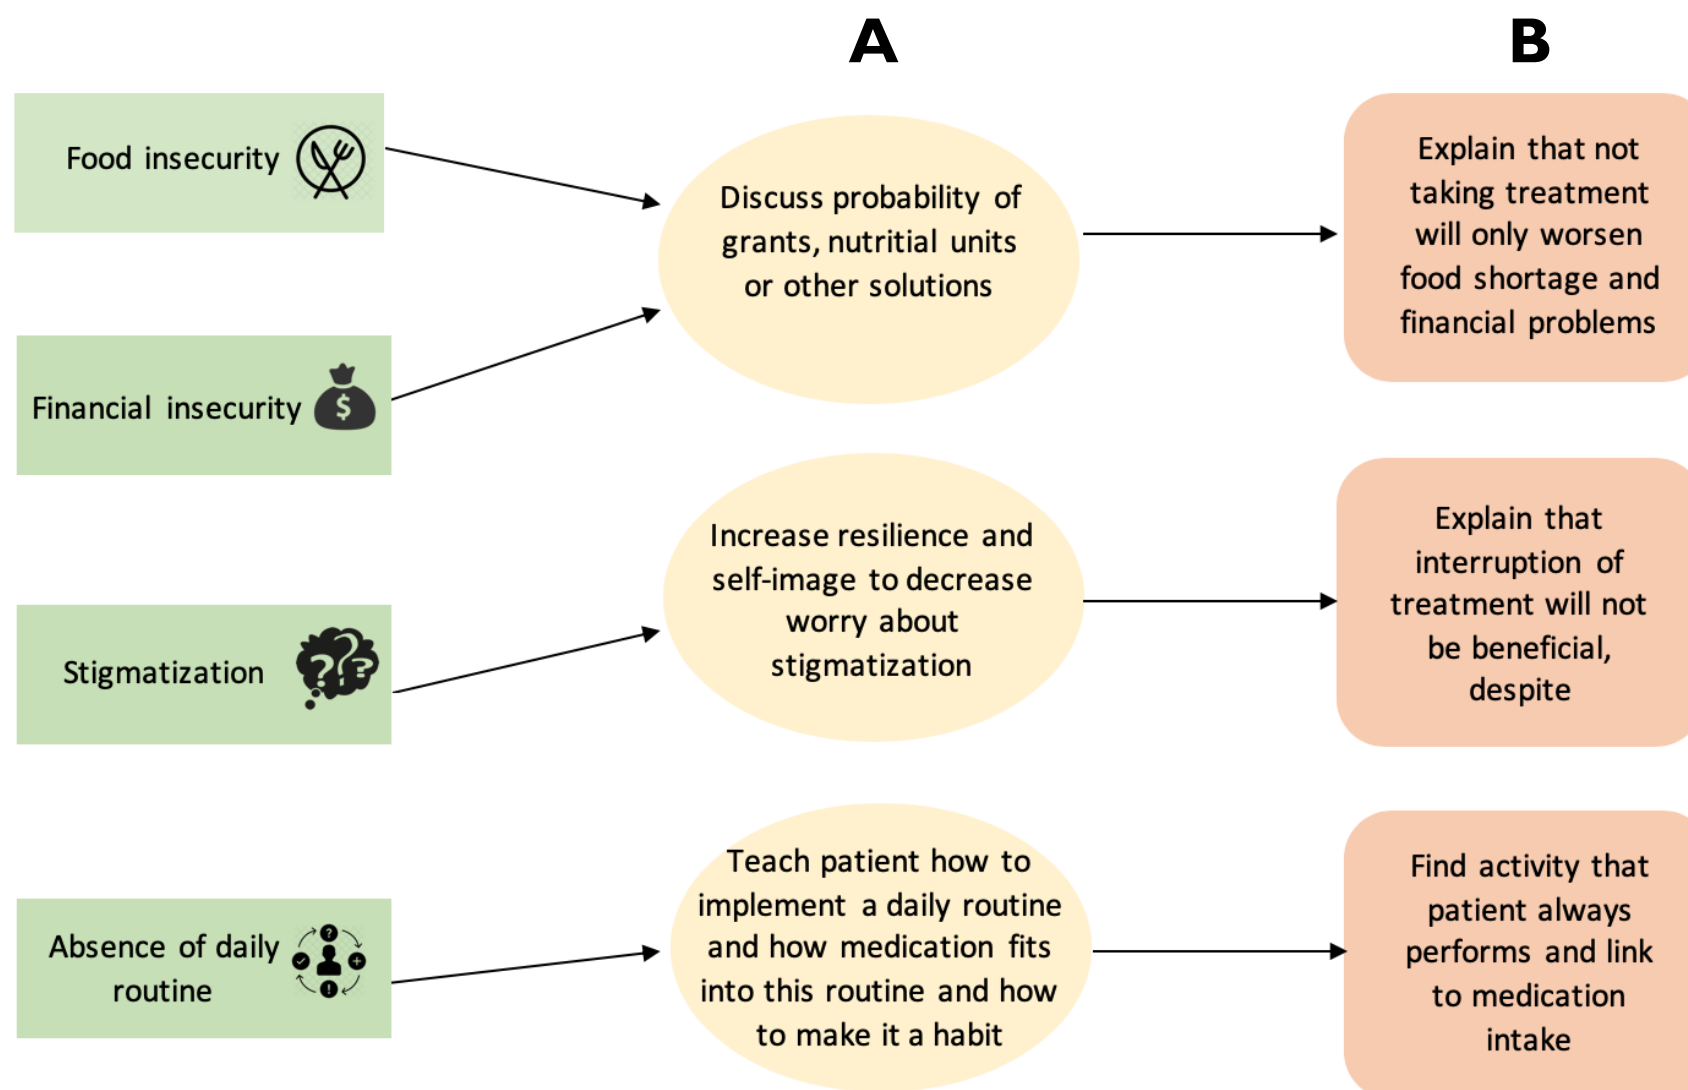 A
B
Food insecurity
Discuss probability of
grants, nutritial units
or other solutions
Explain that not
taking treatment
will only worsen
food shortage and
financial problems
Financial insecurity
$
Stigmatization
???
Increase resilience and
self-image to decrease
worry about
stigmatization
Explain that
interruption of
treatment will not
be beneficial,
despite
Absence of daily
routine
?
+
!
Teach patient how to
implement a daily routine
and how medication fits
into this routine and how
to make it a habit
Find activity that
patient always
performs and link
to medication
intake